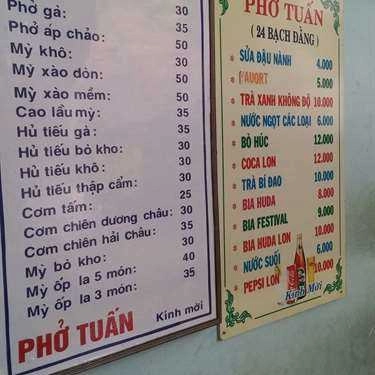 Phở gà: 30
Phở áp chảo: 35
Mỳ khô: 30
Mỳ xào dòn: 50
Mỳ xào mềm: 50
Cao lầu mỳ: 35
Hủ tiếu gà: 35
Hủ tiếu bò kho: 30
Hủ tiếu khô: 30
Hủ tiếu thập cẩm: 30
Cơm tấm: 25
Cơm chiên dương châu: 30
Cơm chiên hải Châu: 35
Mỳ bò kho: 30
Mỳ ốp la 5 món: 40
Mỳ ốp la 3 món: 35
PHỞ TUẤN Kính mời
PHỞ TUẤN
( 24 BẠCH ĐẰNG )
SỮA ĐẬU NÀNH 4.000
YAUORT 5.000
TRÀ XANH KHÔNG ĐỘ 10.000
NƯỚC NGỌT CÁC LOẠI 6.000
BÒ HÚC 12.000
COCA LON 12.000
TRÀ BÍ ĐAO 10.000
BIA HUDA 8.000
BIA FESTIVAL 9.000
BIA HUDA LON 10.000
NƯỚC SUỐI 6.000
PEPSI LON 10.000
Kính Mời